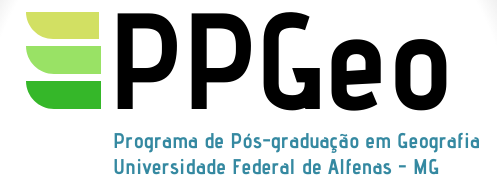 PPGeo
Programa de Pós-graduação em Geografia
Universidade Federal de Alfenas - MG